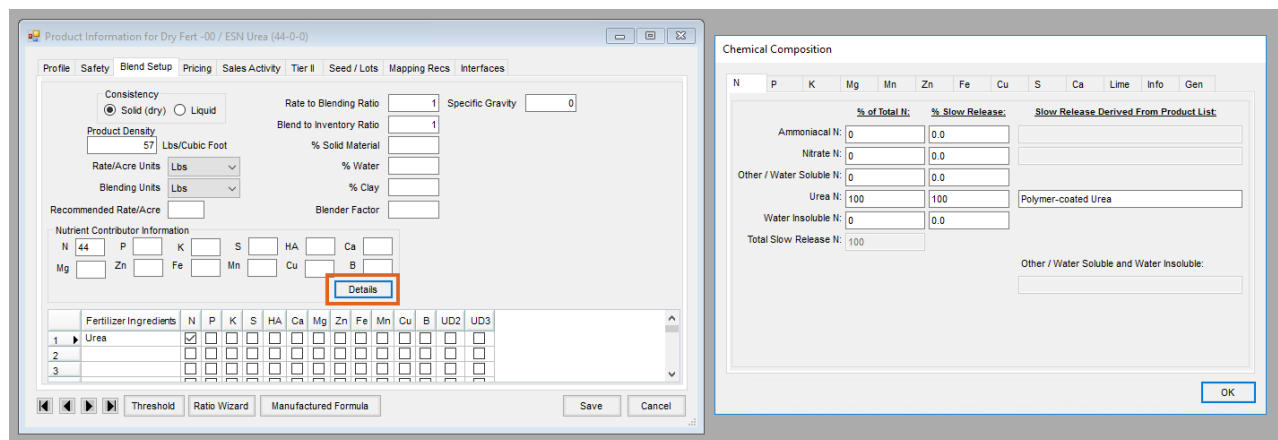 Product Information for Dry Fert -00 / ESN Urea (44-0-0)
Profile Safety Blend Setup Pricing Sales Activity Tier II Seed / Lots Mapping Recs Interfaces
Consistency
Solid (dry) Liquid
Product Density
57 Lbs/Cubic Foot
Rate/Acre Units Lbs
Blending Units Lbs
Recommended Rate/Acre
Rate to Blending Ratio 1 Specific Gravity 0
Blend to Inventory Ratio 1
% Solid Material
% Water
% Clay
Blender Factor
Nutrient Contributor Information
N 44 P K S HA Ca
Mg Zn Fe Mn Cu B
Details
Fertilizer Ingredients N P K S HA Ca Mg Zn Fe Mn Cu B UD2 UD3
1 Urea
2
3
Threshold Ratio Wizard Manufactured Formula Save Cancel
Chemical Composition
N P K Mg Mn Zn Fe Cu S Ca Lime Info Gen
% of Total N: % Slow Release: Slow Release Derived From Product List:
Ammoniacal N: 0 0.0
Nitrate N: 0 0.0
Other / Water Soluble N: 0 0.0
Urea N: 100 100 Polymer-coated Urea
Water Insoluble N: 0 0.0
Total Slow Release N: 100
Other / Water Soluble and Water Insoluble:
OK